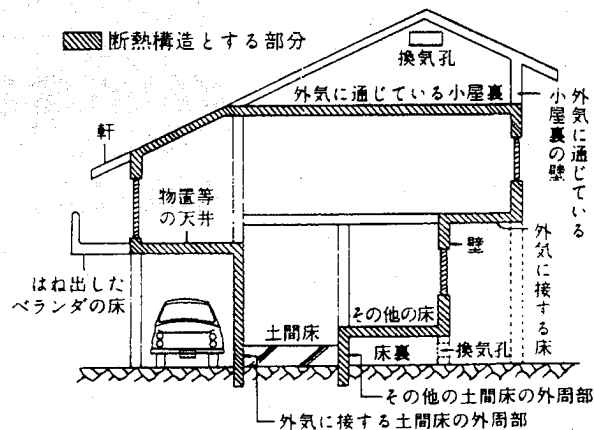 断熱構造とする部分
換気孔
外気に通じている小屋裏
外気に通じている
小屋裏の壁
軒
物置等
の天井
壁
外気に接する床
はね出した
ベランダの床
土間床
その他の床
床裏
換気孔
その他の土間床の外周部
外気に接する土間床の外周部